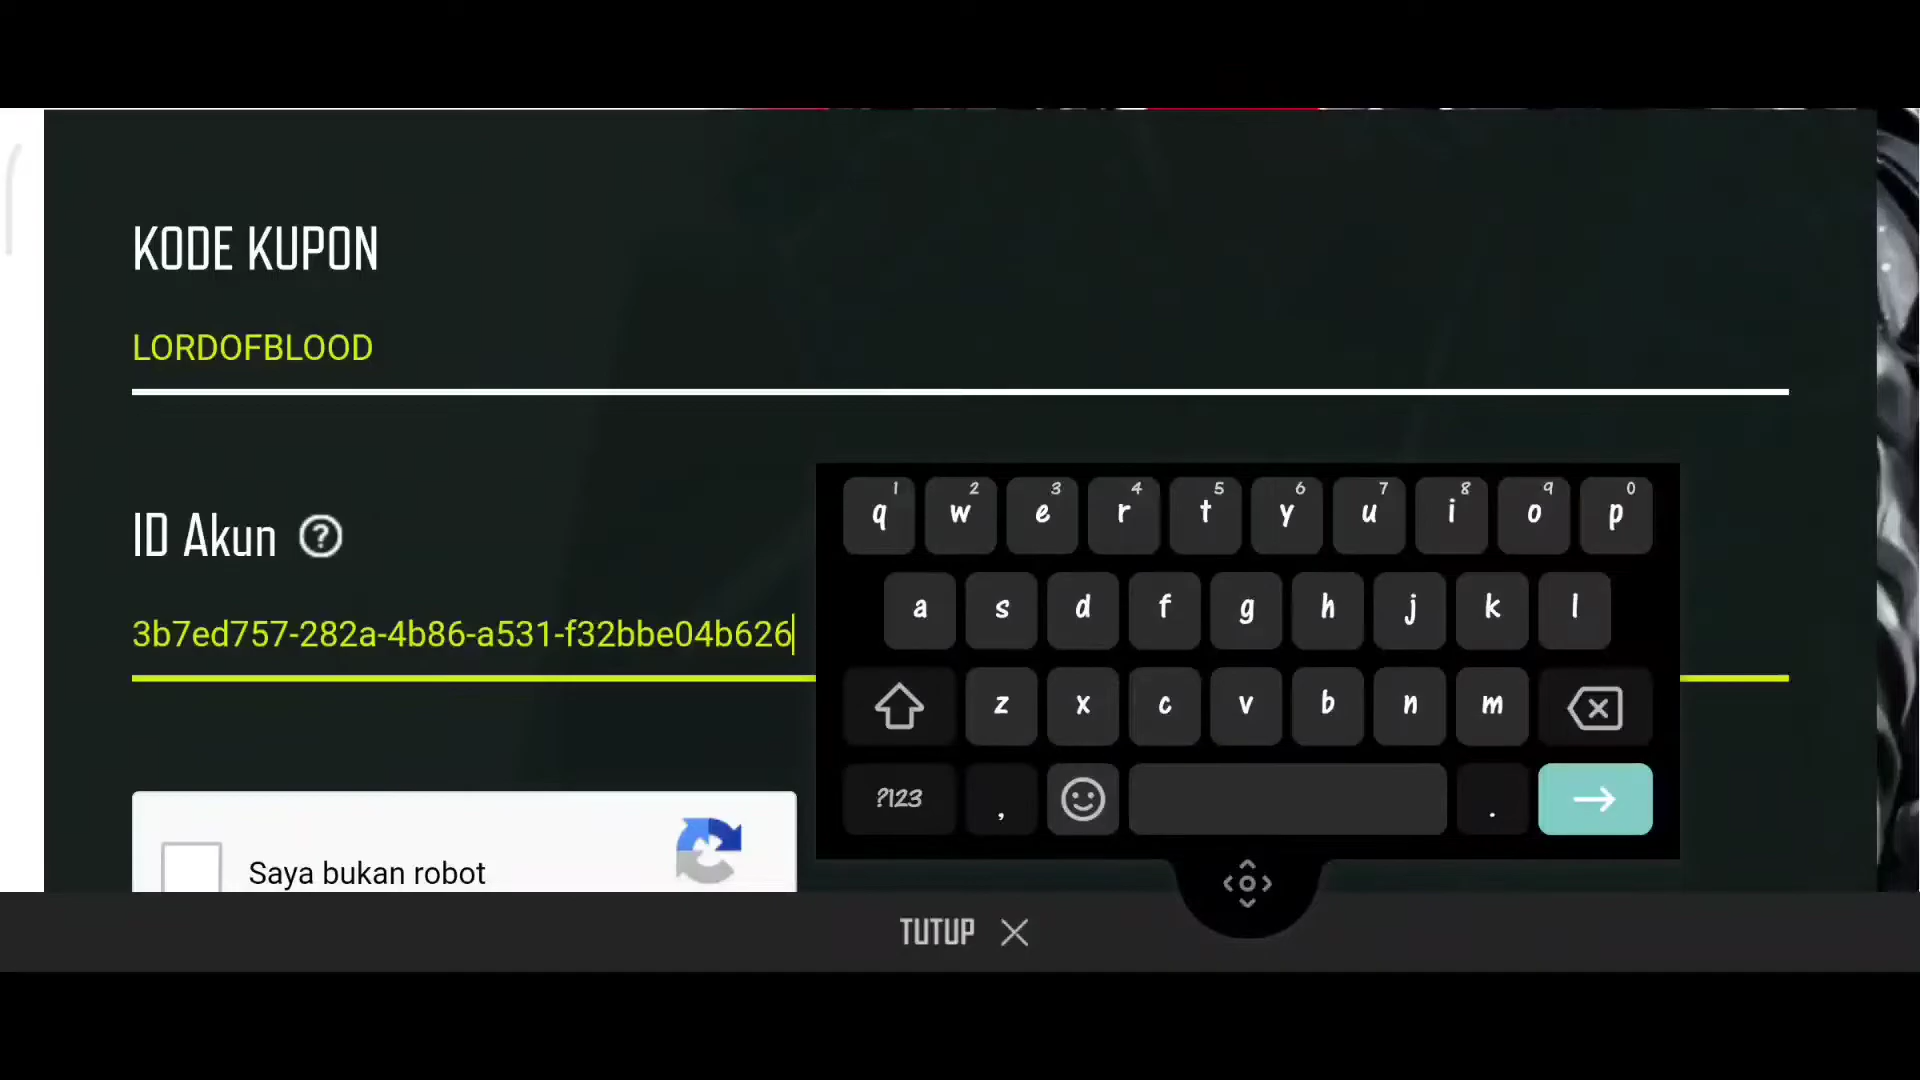 KODE KUPON
LORDOFBLOOD
ID Akun ?
3b7ed757-282a-4b86-a531-f32bbe04b626
1 2 3 4 5 6 7 8 9 0
q w e r t y u i o p
a s d f g h j k l
z x c v b n m
?123 , .
Saya bukan robot
TUTUP